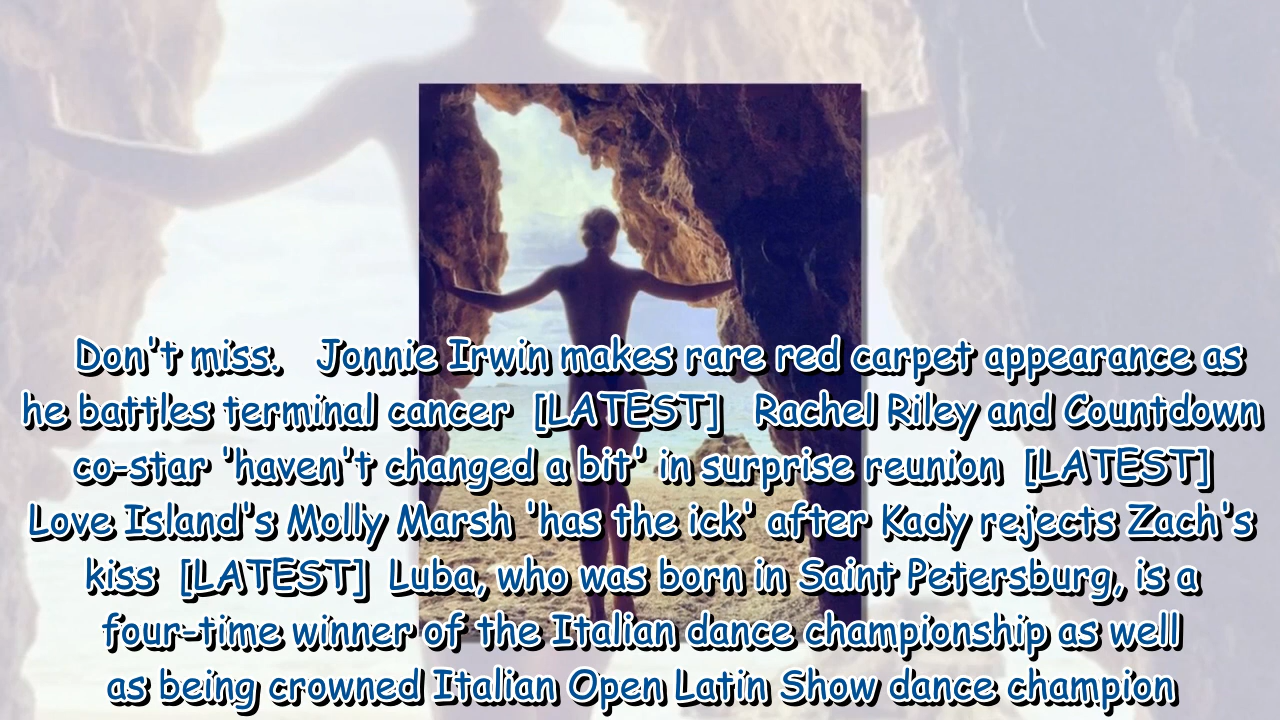 Don't miss.   Jonnie Irwin makes rare red carpet appearance as
he battles terminal cancer  [LATEST]   Rachel Riley and Countdown
co-star 'haven't changed a bit' in surprise reunion  [LATEST]
Love Island's Molly Marsh 'has the ick' after Kady rejects Zach's
kiss  [LATEST]  Luba, who was born in Saint Petersburg, is a
four-time winner of the Italian dance championship as well
as being crowned Italian Open Latin Show dance champion